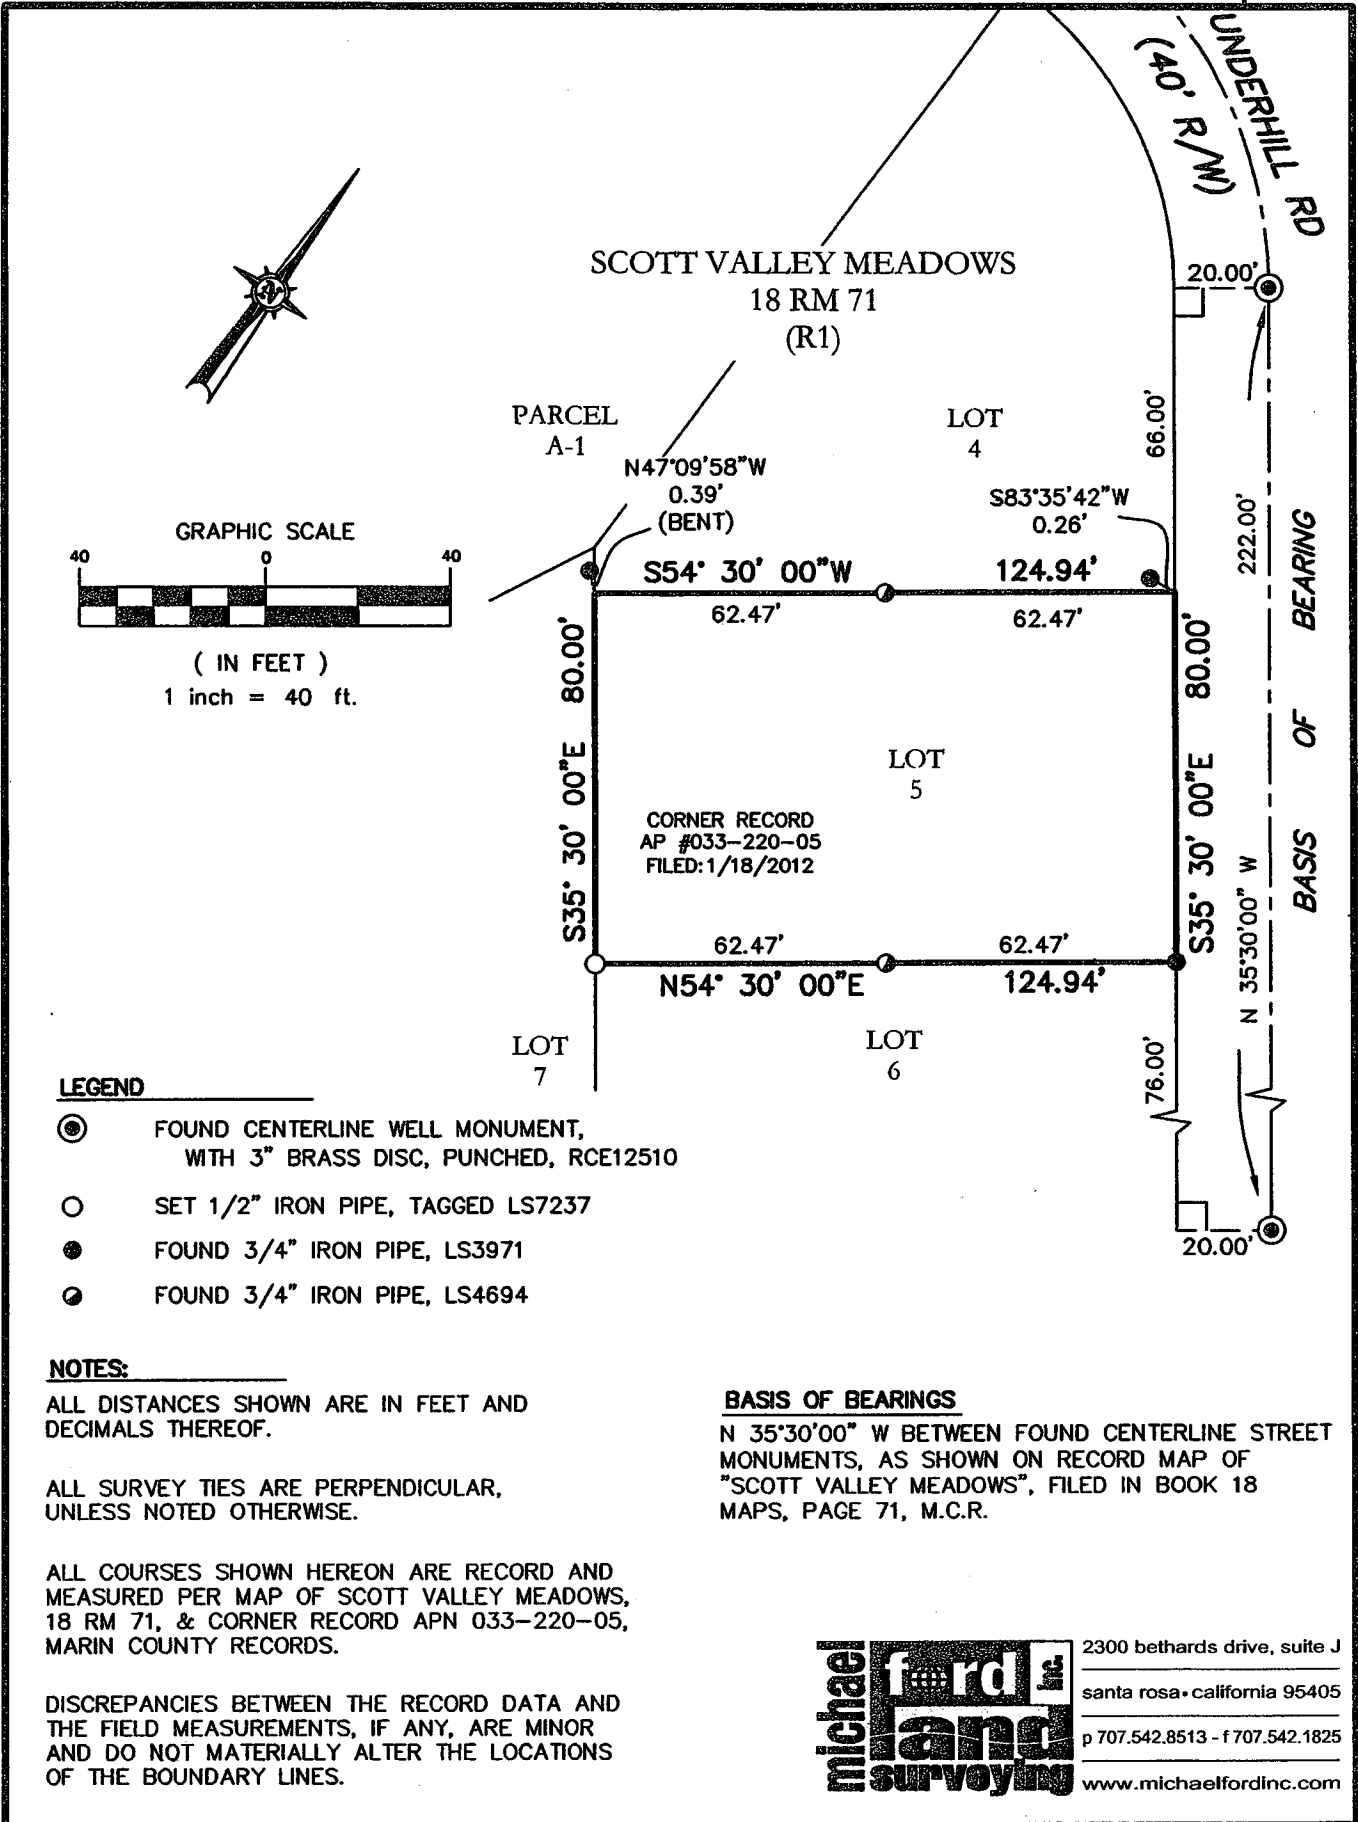 UNDERHILL RD
(40' R/W)
SCOTT VALLEY MEADOWS
18 RM 71
(R1)
20.00'
PARCEL
A-1
LOT
4
66.00'
N47°09'58"W
0.39'
(BENT)
S83°35'42"W
0.26'
222.00'
GRAPHIC SCALE
40 0 40
( IN FEET )
1 inch = 40 ft.
S54° 30' 00"W 124.94'
62.47' 62.47'
S35° 30' 00"E 80.00'
S35° 30' 00"E 80.00'
LOT
5
CORNER RECORD
AP #033-220-05
FILED: 1/18/2012
N 35°30'00" W
BASIS OF BEARING
62.47' 62.47'
N54° 30' 00"E 124.94'
LOT
7
LOT
6
76.00'
20.00'
LEGEND
FOUND CENTERLINE WELL MONUMENT,
WITH 3" BRASS DISC, PUNCHED, RCE12510
SET 1/2" IRON PIPE, TAGGED LS7237
FOUND 3/4" IRON PIPE, LS3971
FOUND 3/4" IRON PIPE, LS4694
NOTES:
ALL DISTANCES SHOWN ARE IN FEET AND
DECIMALS THEREOF.
ALL SURVEY TIES ARE PERPENDICULAR,
UNLESS NOTED OTHERWISE.
ALL COURSES SHOWN HEREON ARE RECORD AND
MEASURED PER MAP OF SCOTT VALLEY MEADOWS,
18 RM 71, & CORNER RECORD APN 033-220-05,
MARIN COUNTY RECORDS.
DISCREPANCIES BETWEEN THE RECORD DATA AND
THE FIELD MEASUREMENTS, IF ANY, ARE MINOR
AND DO NOT MATERIALLY ALTER THE LOCATIONS
OF THE BOUNDARY LINES.
BASIS OF BEARINGS
N 35°30'00" W BETWEEN FOUND CENTERLINE STREET
MONUMENTS, AS SHOWN ON RECORD MAP OF
"SCOTT VALLEY MEADOWS", FILED IN BOOK 18
MAPS, PAGE 71, M.C.R.
michael
ford inc.
land
surveying
2300 bethards drive, suite J
santa rosa•california 95405
p 707.542.8513 - f 707.542.1825
www.michaelfordinc.com